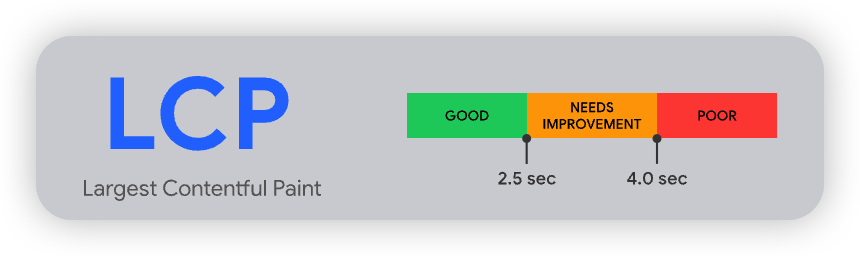 LCP
Largest Contentful Paint
GOOD
NEEDS
IMPROVEMENT
POOR
2.5 sec
4.0 sec